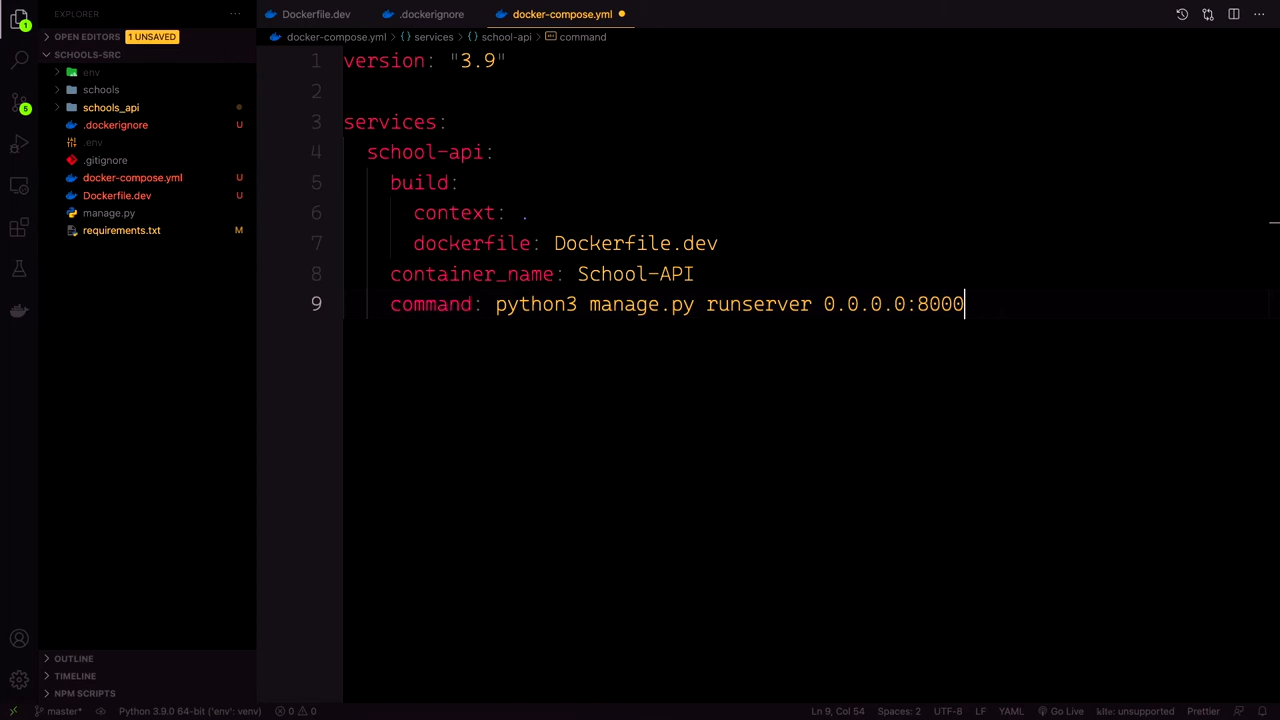 EXPLORER
OPEN EDITORS 1 UNSAVED
SCHOOLS-SRC
env
schools
schools_api
.dockerignore U
.env
.gitignore
docker-compose.yml U
Dockerfile.dev U
manage.py
requirements.txt M
OUTLINE
TIMELINE
NPM SCRIPTS
1
5
Dockerfile.dev .dockerignore docker-compose.yml
docker-compose.yml > {} services > {} school-api > command
1 version: "3.9"
2
3 services:
4 school-api:
5 build:
6 context: .
7 dockerfile: Dockerfile.dev
8 container_name: School-API
9 command: python3 manage.py runserver 0.0.0.0:8000
master* Python 3.9.0 64-bit ('env': venv) 0 0 Ln 9, Col 54 Spaces: 2 UTF-8 LF YAML Go Live kite: unsupported Prettier